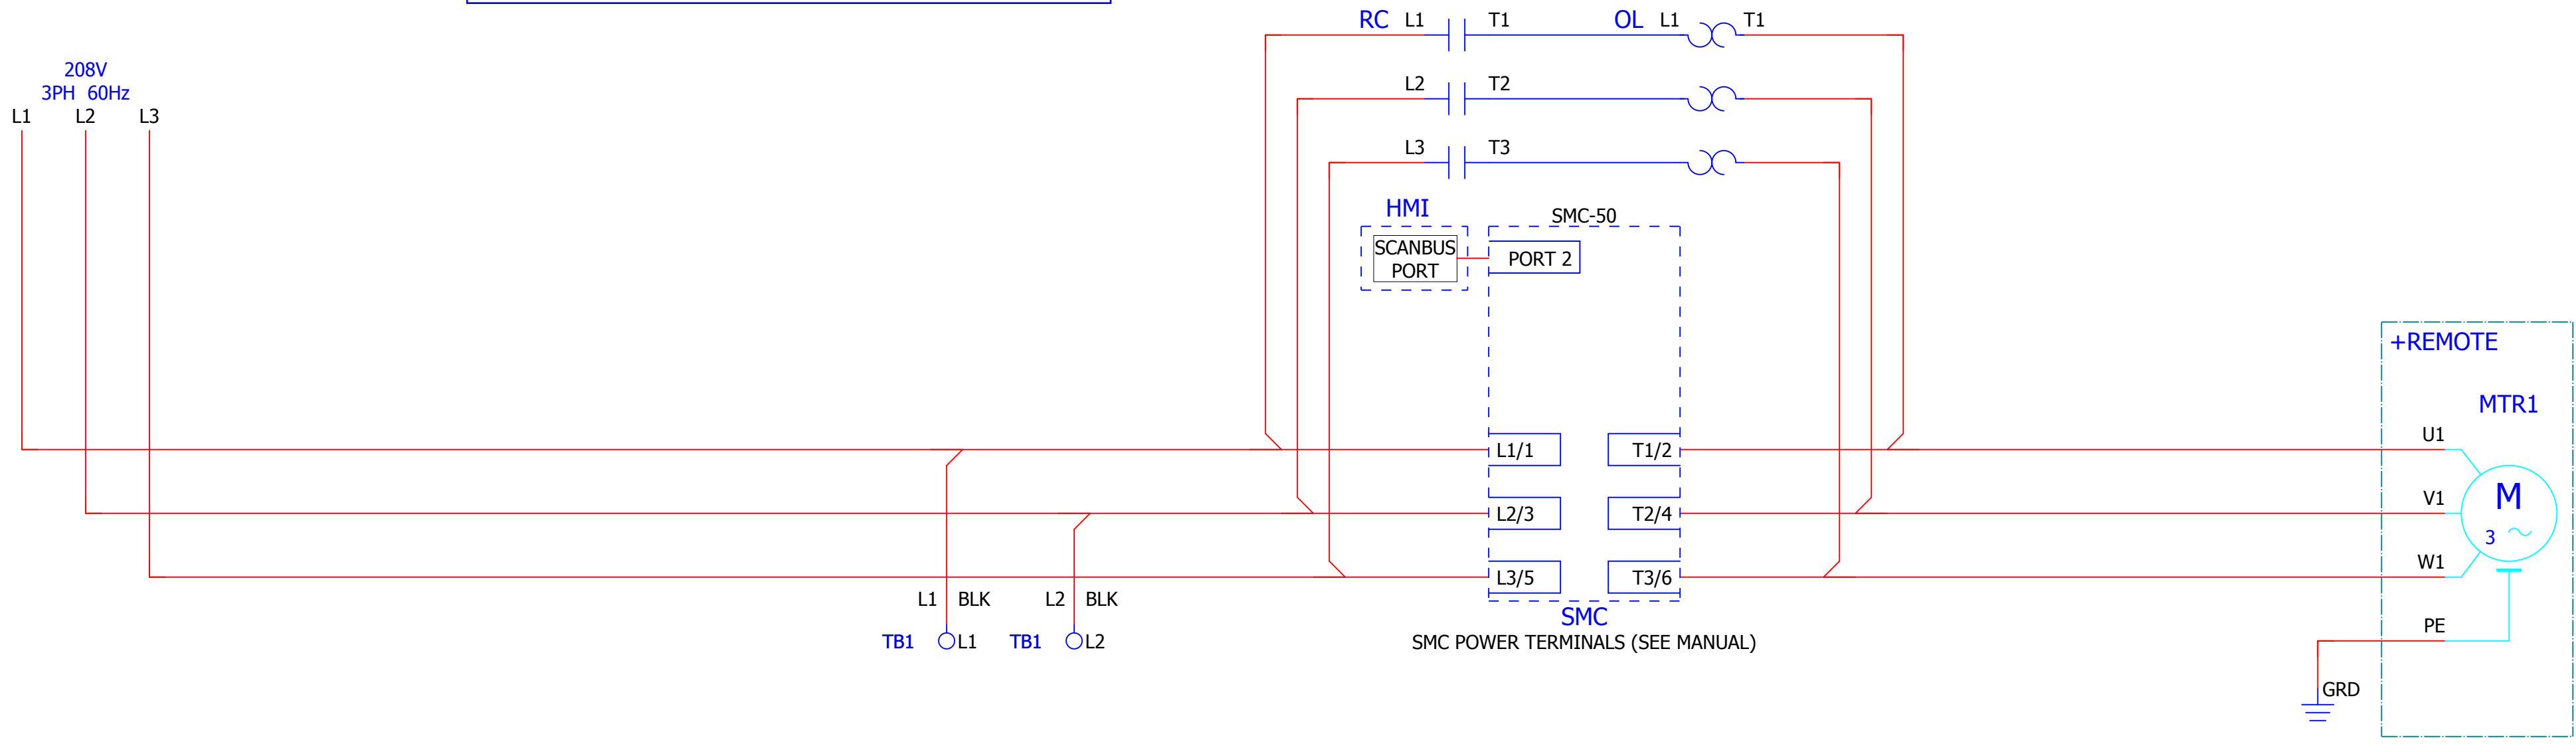 RC L1 T1 OL L1 T1
208V
3PH 60Hz
L1 L2 L3
L2 T2
L3 T3
HMI
SCANBUS
PORT
SMC-50
PORT 2
+REMOTE
MTR1
L1/1 T1/2 U1
L2/3 T2/4 V1
M
3
L3/5 T3/6 W1
L1 BLK L2 BLK
SMC
TB1 L1 TB1 L2
SMC POWER TERMINALS (SEE MANUAL)
PE
GRD